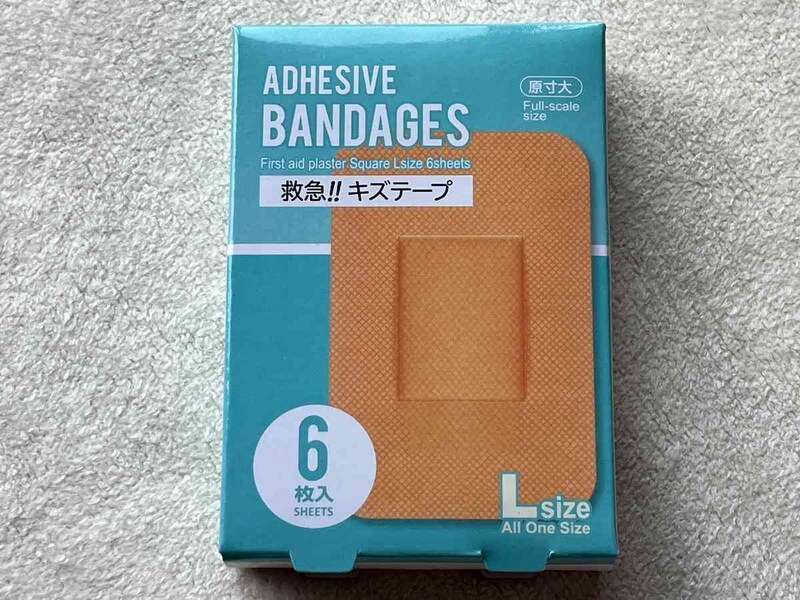 ADHESIVE
BANDAGES
First aid plaster Square Lsize 6sheets
救急!! キズテープ
原寸大
Full-scale
size
6
枚入
SHEETS
L size
All One Size